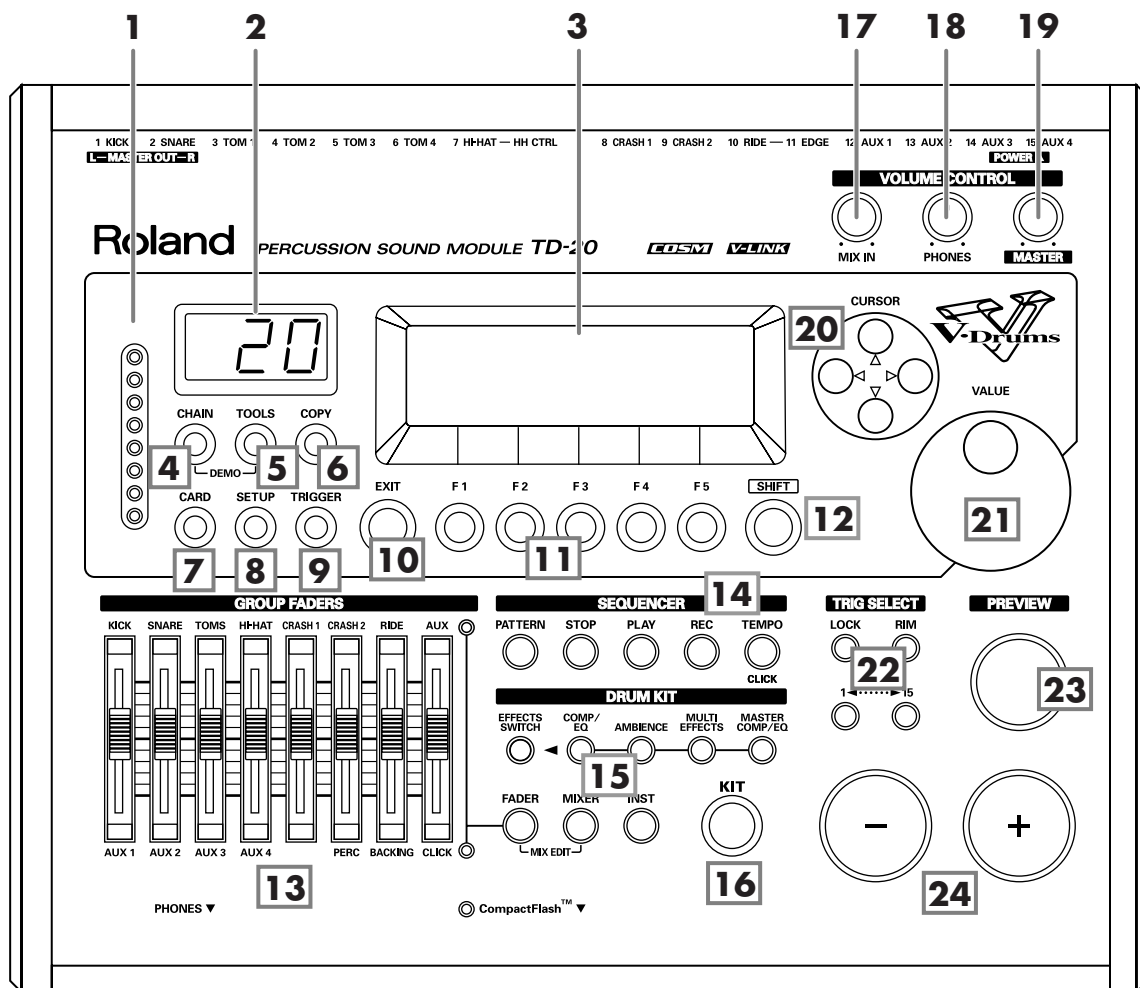 1 2 3 17 18 19
1 KICK 2 SNARE 3 TOM 1 4 TOM 2 5 TOM 3 6 TOM 4 7 HI-HAT — HH CTRL 8 CRASH 1 9 CRASH 2 10 RIDE — 11 EDGE 12 AUX 1 13 AUX 2 14 AUX 3 15 AUX 4
L—MASTER OUT—R POWER
VOLUME CONTROL
Roland PERCUSSION SOUND MODULE TD-20 COSM V-LINK
MIX IN PHONES MASTER
20
CURSOR
20
V-Drums
VALUE
CHAIN TOOLS COPY
4 5 6
DEMO
CARD SETUP TRIGGER EXIT F 1 F 2 F 3 F 4 F 5 SHIFT
7 8 9 10 11 12 21
GROUP FADERS SEQUENCER 14 TRIG SELECT PREVIEW
KICK SNARE TOMS HI-HAT CRASH 1 CRASH 2 RIDE AUX
PATTERN STOP PLAY REC TEMPO
LOCK RIM
CLICK
22 23
1 ◄······► 15
DRUM KIT
EFFECTS SWITCH ◄ COMP/EQ AMBIENCE MULTI EFFECTS MASTER COMP/EQ
15
FADER MIXER INST KIT
MIX EDIT
− +
AUX 1 AUX 2 AUX 3 AUX 4 PERC BACKING CLICK
13 16 24
PHONES ▼ CompactFlash™ ▼